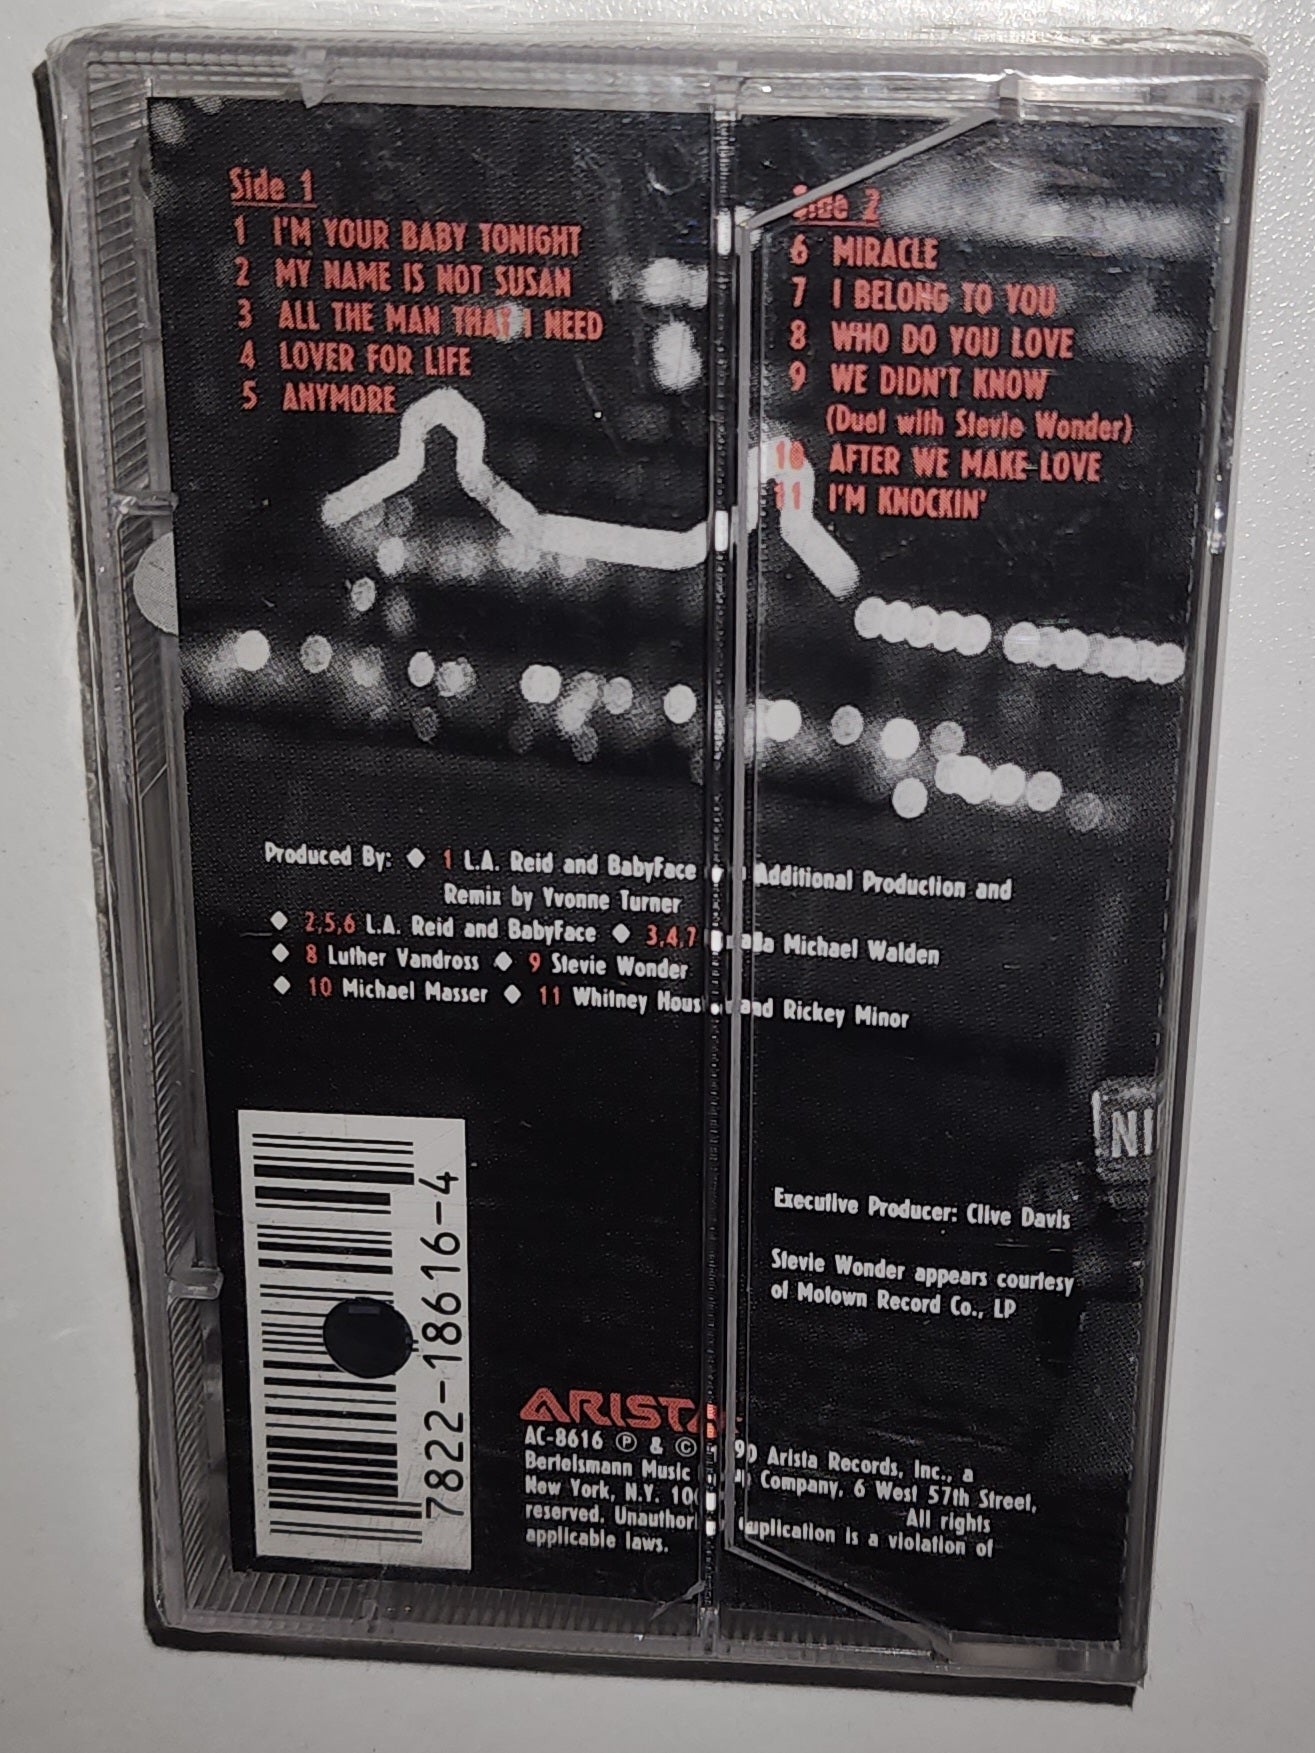 Side 1
1 I'M YOUR BABY TONIGHT
2 MY NAME IS NOT SUSAN
3 ALL THE MAN THAT I NEED
4 LOVER FOR LIFE
5 ANYMORE
Side 2
6 MIRACLE
7 I BELONG TO YOU
8 WHO DO YOU LOVE
9 WE DIDN'T KNOW
(Duet with Stevie Wonder)
10 AFTER WE MAKE LOVE
11 I'M KNOCKIN'
Produced By: ◆ 1 L.A. Reid and BabyFace Additional Production and
Remix by Yvonne Turner
◆ 2,5,6 L.A. Reid and BabyFace ◆ 3,4,7 Michael Walden
◆ 8 Luther Vandross ◆ 9 Stevie Wonder
◆ 10 Michael Masser ◆ 11 Whitney Houston and Rickey Minor
NI
Executive Producer: Clive Davis
Stevie Wonder appears courtesy
of Motown Record Co., LP
7822-18616-4
ARISTA
AC-8616 ℗ & © 1990 Arista Records, Inc., a
Bertelsmann Music Company, 6 West 57th Street,
New York, N.Y. All rights
reserved. duplication is a violation of
applicable laws.